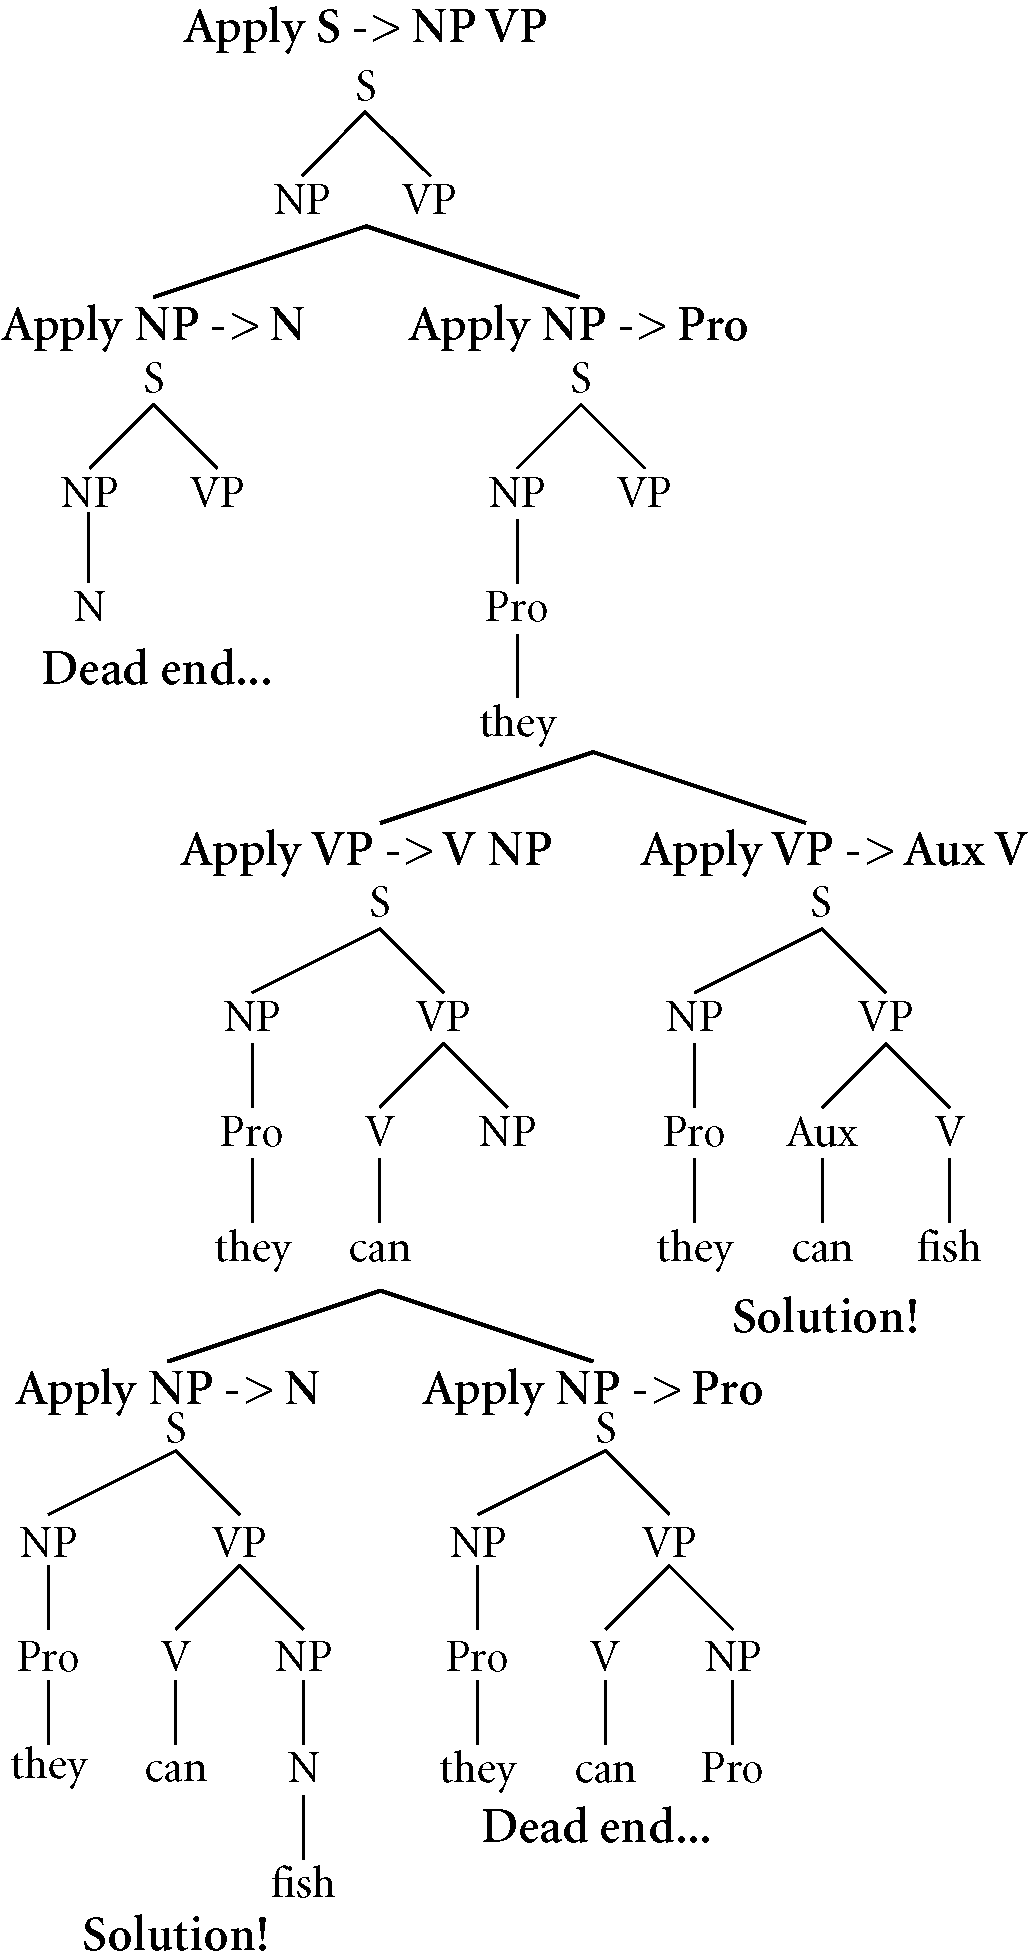 Apply S -> NP VP
S
NP VP
Apply NP -> N Apply NP -> Pro
S S
NP VP NP VP
N Pro
Dead end...
they
Apply VP -> V NP Apply VP -> Aux V
S S
NP VP NP VP
Pro V NP Pro Aux V
they can they can fish
Solution!
Apply NP -> N Apply NP -> Pro
S S
NP VP NP VP
Pro V NP Pro V NP
they can N they can Pro
Dead end...
fish
Solution!